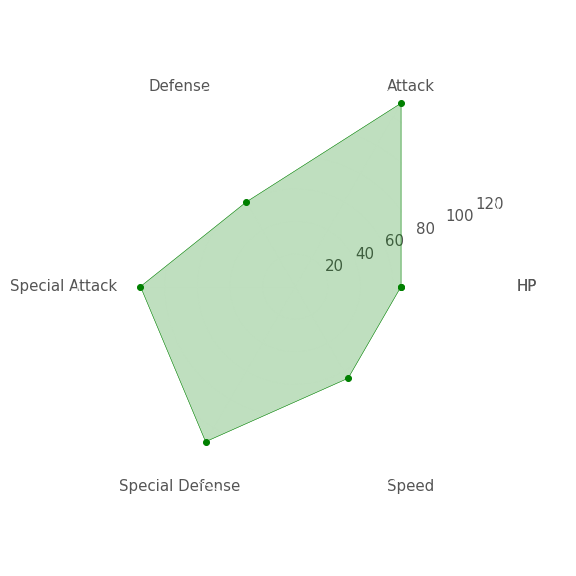 Defense
Attack
120
100
80
60
40
20
Special Attack
HP
Special Defense
Speed